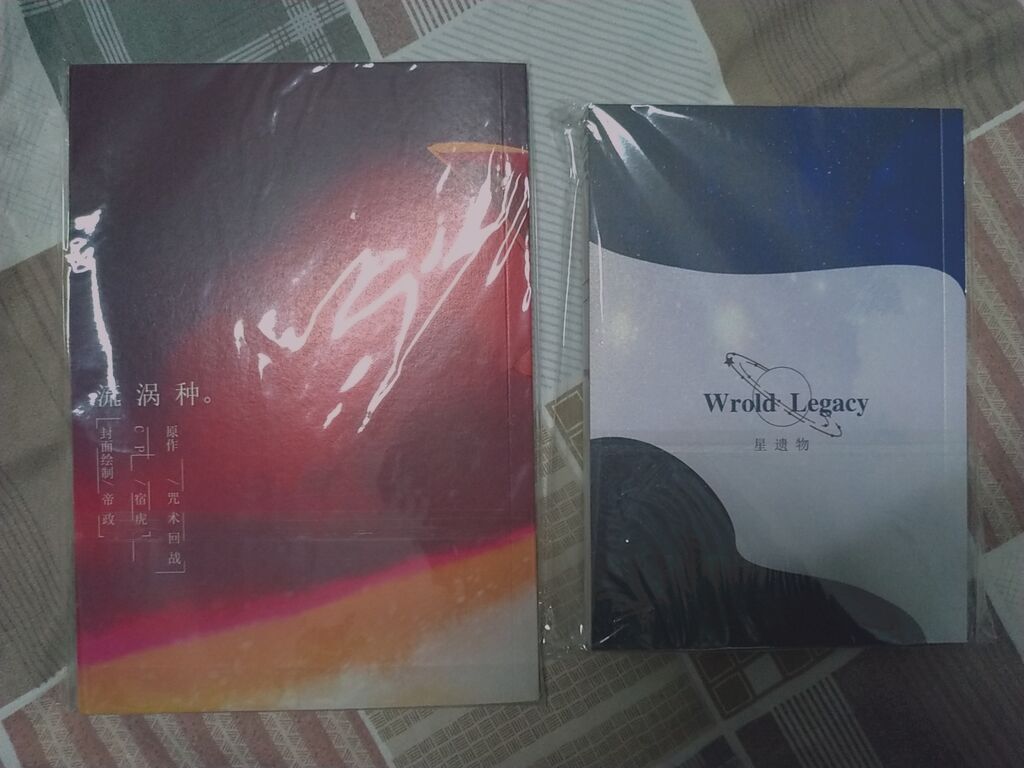 流涡种。
原作/咒术回战
CP/宿虎
封面绘制/帝政
Wrold Legacy
星遗物